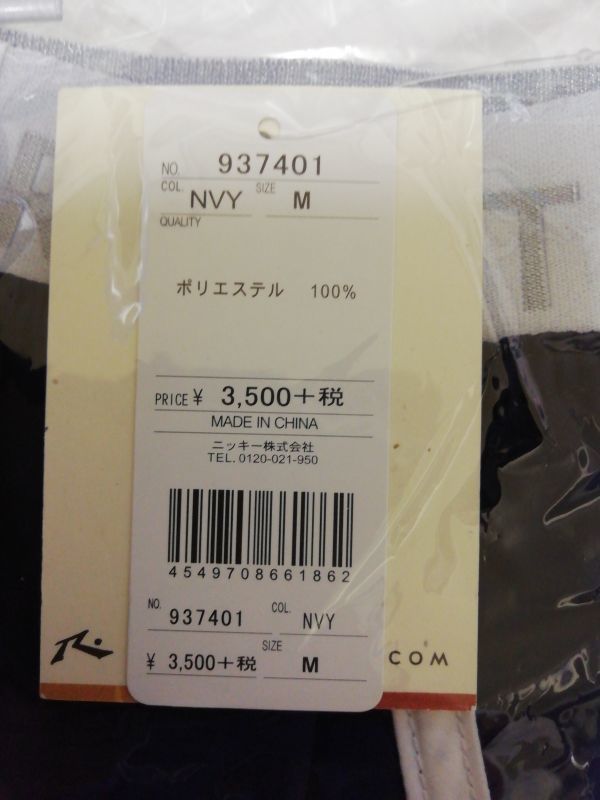 NO. 937401
COL. NVY SIZE M
QUALITY
ポリエステル 100%
PRICE ¥ 3,500+税
MADE IN CHINA
ニッキー株式会社
TEL. 0120-021-950
4549708661862
NO. 937401 COL. NVY
¥ 3,500+税 SIZE M
COM